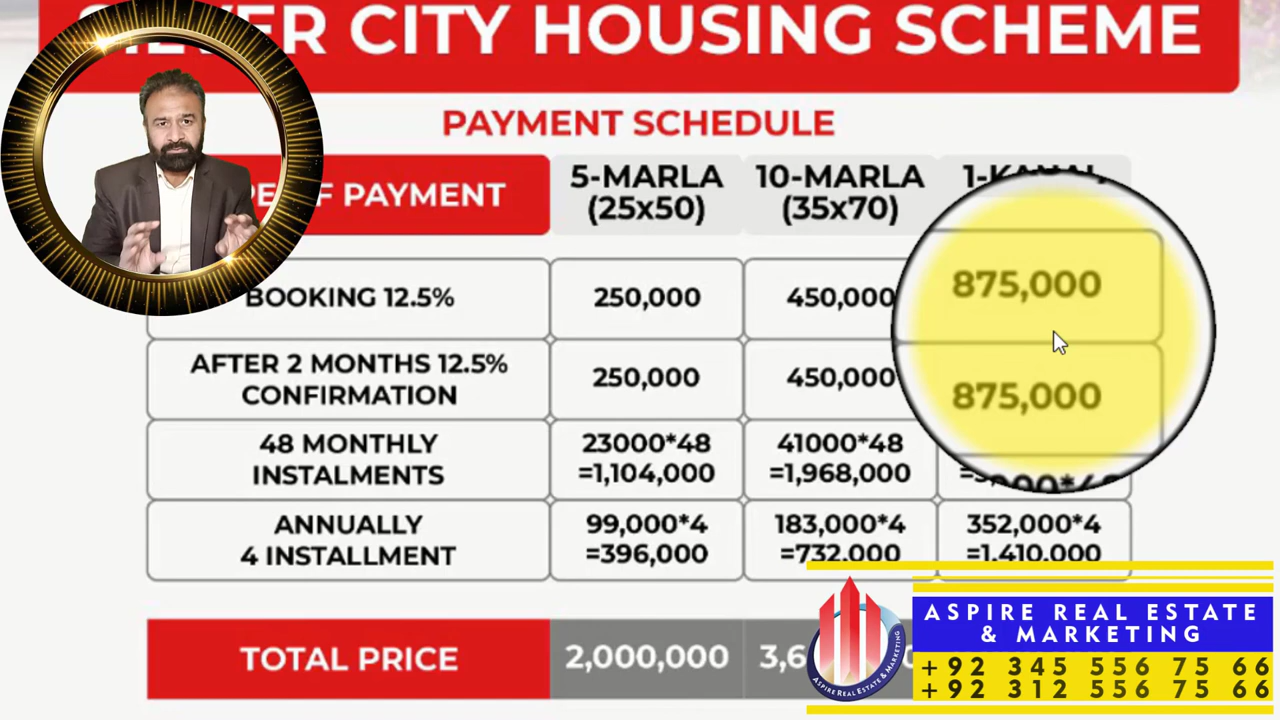 CITY HOUSING SCHEME
PAYMENT SCHEDULE
PAYMENT
5-MARLA
(25x50)
10-MARLA
(35x70)
BOOKING 12.5%
250,000
450,000
875,000
AFTER 2 MONTHS 12.5%
CONFIRMATION
250,000
450,000
875,000
48 MONTHLY
INSTALMENTS
23000*48
=1,104,000
41000*48
=1,968,000
ANNUALLY
4 INSTALLMENT
99,000*4
=396,000
183,000*4
=732,000
352,000*4
=1,410,000
TOTAL PRICE
2,000,000
ASPIRE REAL ESTATE
& MARKETING
+92 345 556 75 66
+92 312 556 75 66
ASPIRE REAL ESTATE & MARKETING